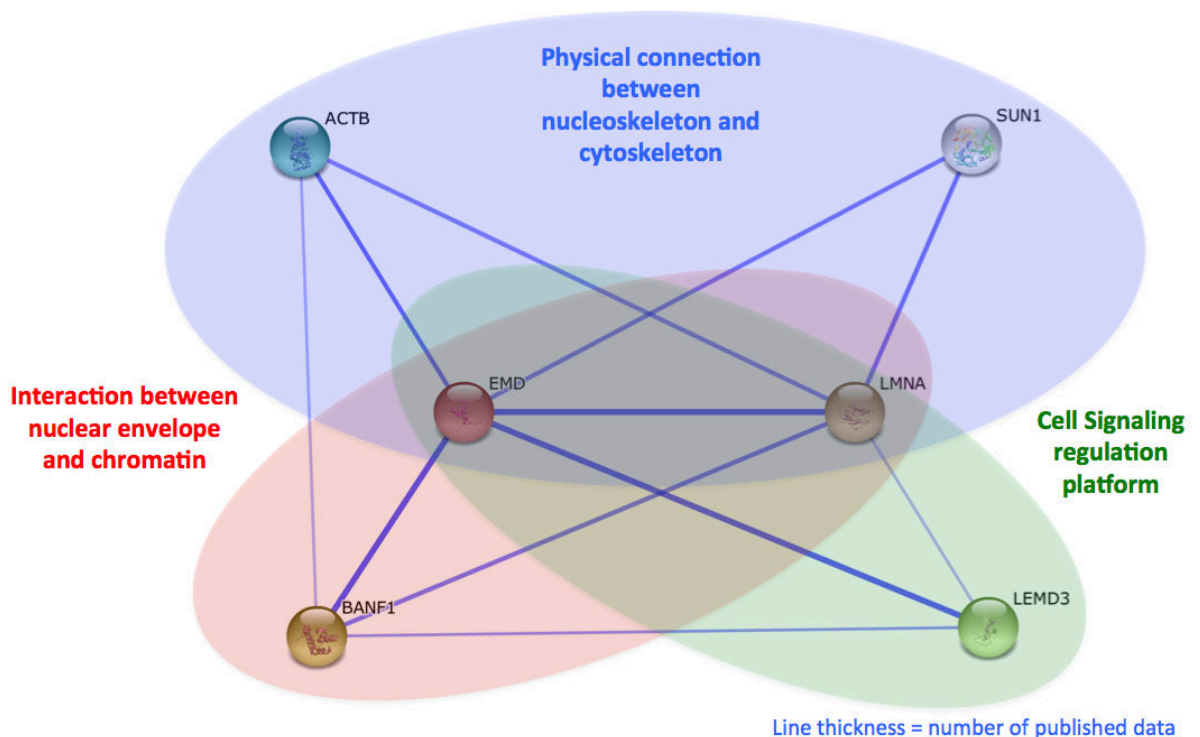 Physical connection
between
nucleoskeleton and
cytoskeleton
ACTB
SUN1
EMD
LMNA
Interaction between
nuclear envelope
and chromatin
Cell Signaling
regulation
platform
BANF1
LEMD3
Line thickness = number of published data